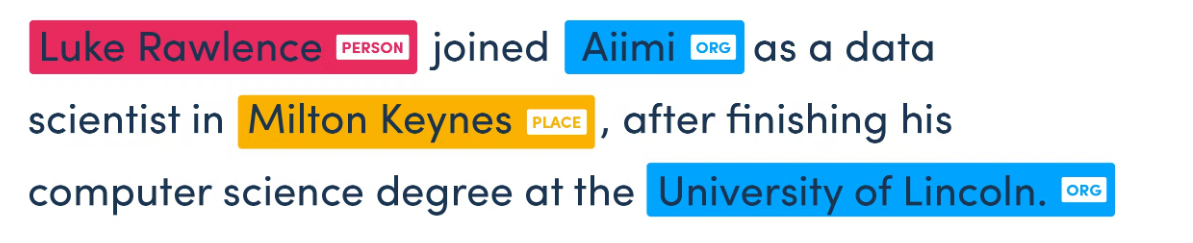 Luke Rawlence PERSON joined Aiimi ORG as a data
scientist in Milton Keynes PLACE , after finishing his
computer science degree at the University of Lincoln. ORG